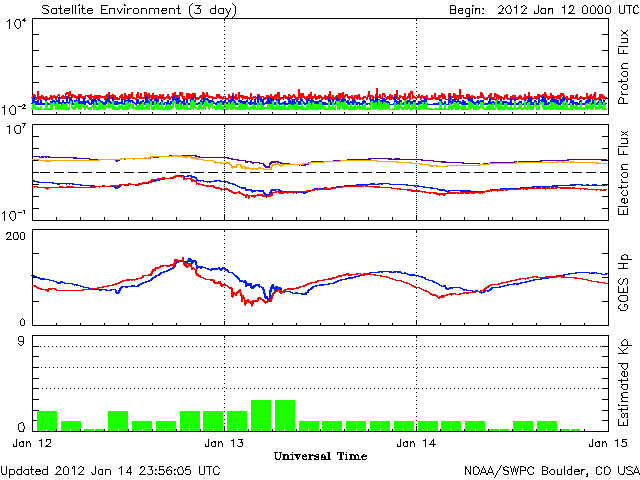 Satellite Environment (3 day) Begin: 2012 Jan 12 0000 UTC
10^4
10^-2
Proton Flux
10^7
10^-1
Electron Flux
200
0
GOES Hp
9
0
Estimated Kp
Jan 12 Jan 13 Jan 14 Jan 15
Universal Time
Updated 2012 Jan 14 23:56:05 UTC NOAA/SWPC Boulder, CO USA